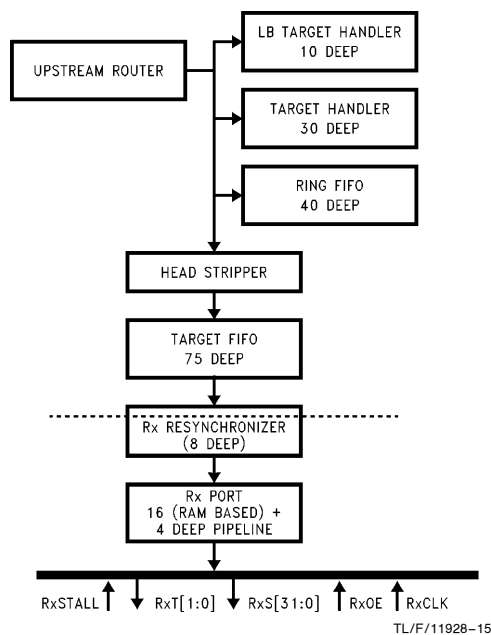 LB TARGET HANDLER
10 DEEP
UPSTREAM ROUTER
TARGET HANDLER
30 DEEP
RING FIFO
40 DEEP
HEAD STRIPPER
TARGET FIFO
75 DEEP
Rx RESYNCHRONIZER
(8 DEEP)
Rx PORT
16 (RAM BASED) +
4 DEEP PIPELINE
RxSTALL RxT[1:0] RxS[31:0] RxOE RxCLK
TL/F/11928-15